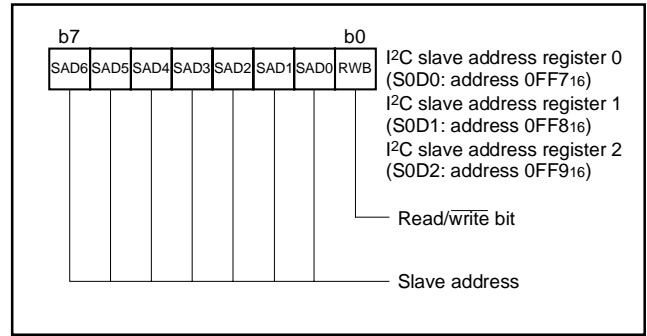 b7 b0
SAD6 SAD5 SAD4 SAD3 SAD2 SAD1 SAD0 RWB
I2C slave address register 0
(S0D0: address 0FF716)
I2C slave address register 1
(S0D1: address 0FF816)
I2C slave address register 2
(S0D2: address 0FF916)
Read/write bit
Slave address